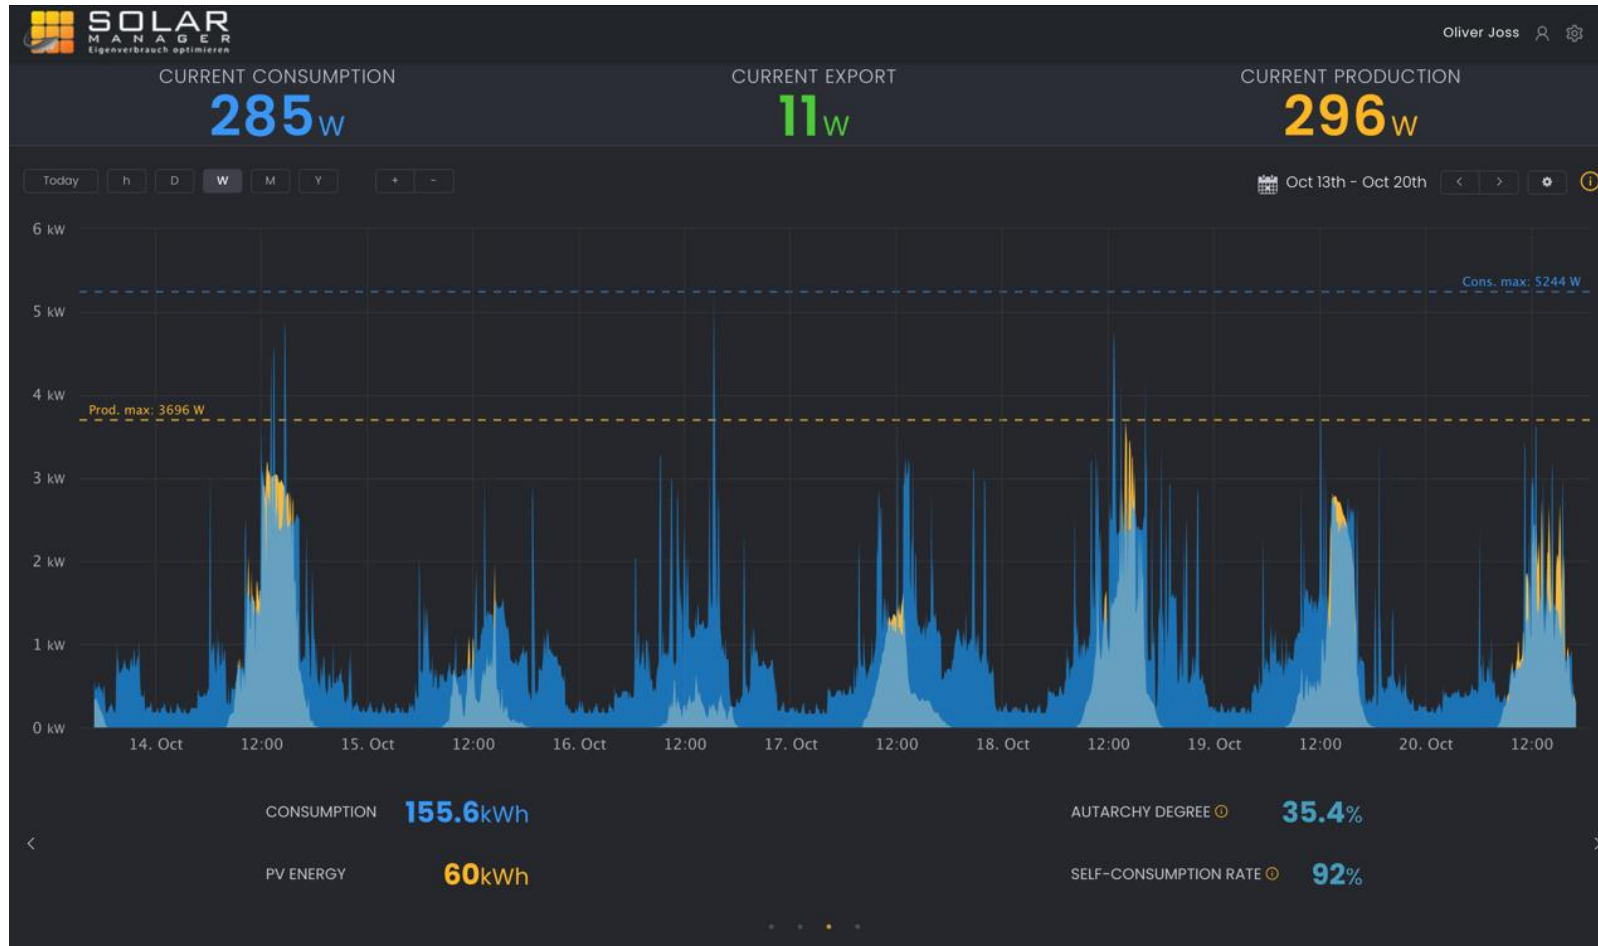 SOLAR
MANAGER
Eigenverbrauch optimieren
Oliver Joss
CURRENT CONSUMPTION
285 W
CURRENT EXPORT
11 W
CURRENT PRODUCTION
296 W
Today h D W M Y + -
Oct 13th - Oct 20th < >
6 kW
Cons. max: 5244 W
5 kW
4 kW
Prod. max: 3696 W
3 kW
2 kW
1 kW
0 kW
14. Oct 12:00 15. Oct 12:00 16. Oct 12:00 17. Oct 12:00 18. Oct 12:00 19. Oct 12:00 20. Oct 12:00
CONSUMPTION 155.6kWh
AUTARCHY DEGREE 35.4%
PV ENERGY 60kWh
SELF-CONSUMPTION RATE 92%